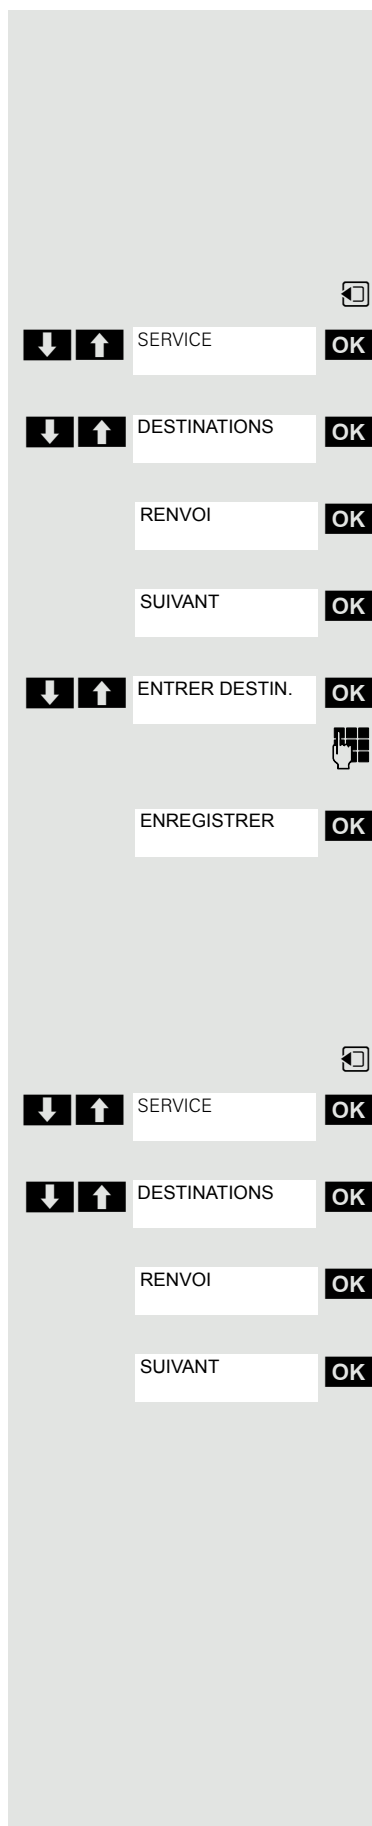 SERVICE OK
DESTINATIONS OK
RENVOI OK
SUIVANT OK
ENTRER DESTIN. OK
ENREGISTRER OK
SERVICE OK
DESTINATIONS OK
RENVOI OK
SUIVANT OK